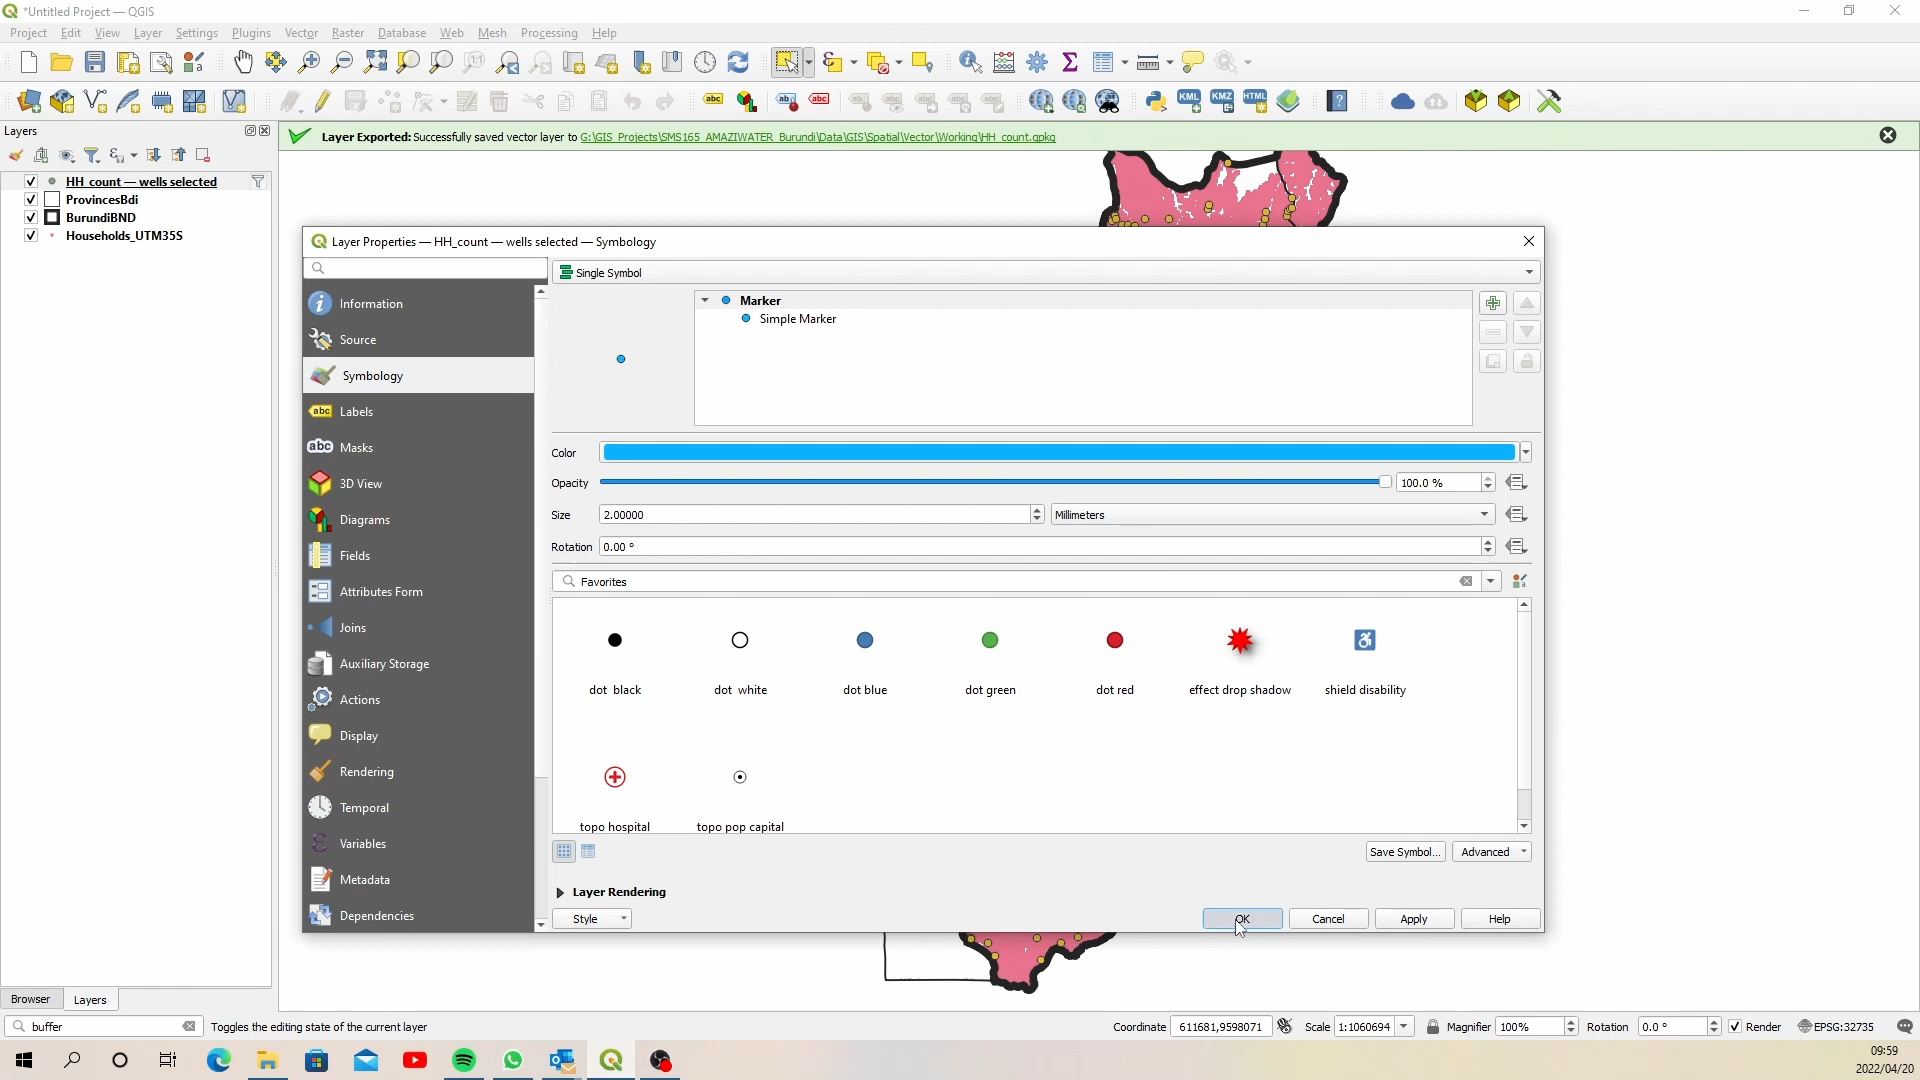 *Untitled Project — QGIS
Project Edit View Layer Settings Plugins Vector Raster Database Web Mesh Processing Help
Layers
Layer Exported: Successfully saved vector layer to G:\GIS_Projects\SMS165_AMAZIWATER_Burundi\Data\GIS\Spatial\Vector\Working\HH_count.gpkg
HH_count — wells selected
ProvincesBdi
BurundiBND
Households_UTM35S
Layer Properties — HH_count — wells selected — Symbology
Information
Source
Symbology
Labels
Masks
3D View
Diagrams
Fields
Attributes Form
Joins
Auxiliary Storage
Actions
Display
Rendering
Temporal
Variables
Metadata
Dependencies
Single Symbol
Marker
Simple Marker
Color
Opacity 100.0 %
Size 2.00000 Millimeters
Rotation 0.00 °
Favorites
dot black dot white dot blue dot green dot red effect drop shadow shield disability
topo hospital topo pop capital
Save Symbol... Advanced
Layer Rendering
Style OK Cancel Apply Help
Browser Layers
buffer Toggles the editing state of the current layer Coordinate 611681,9598071 Scale 1:1060694 Magnifier 100% Rotation 0.0 ° Render EPSG:32735
09:59
2022/04/20